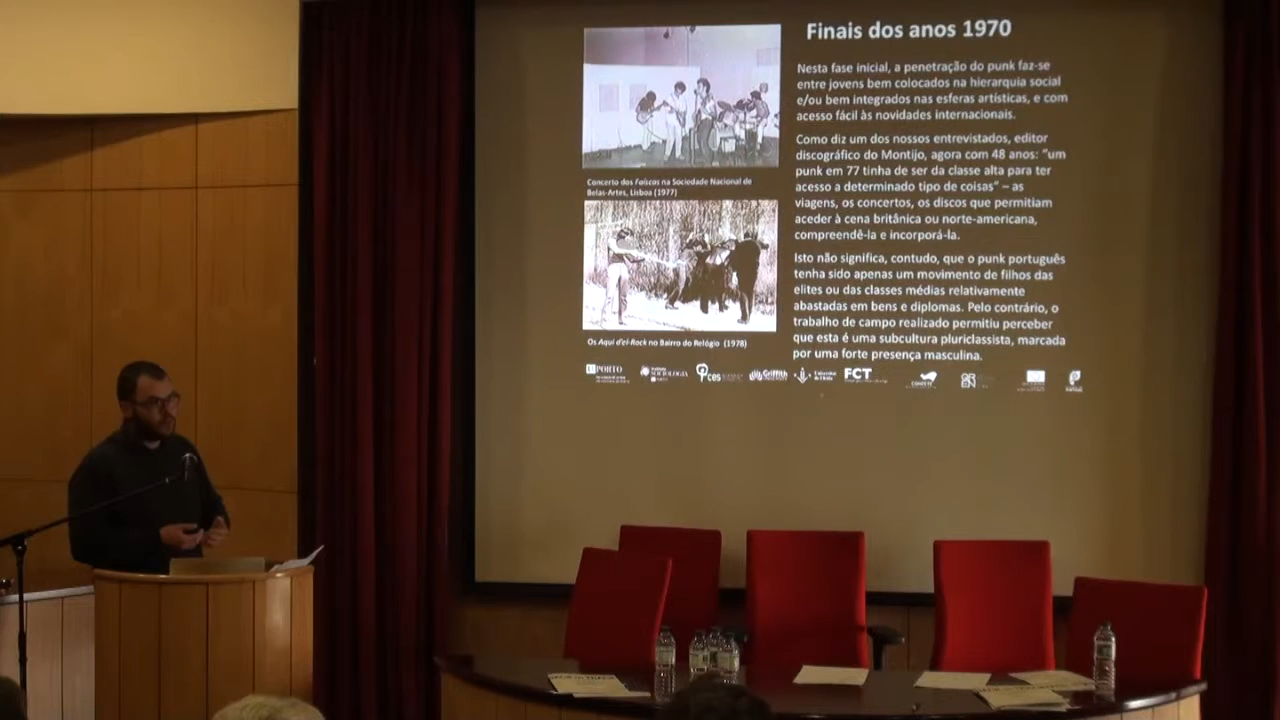 Finais dos anos 1970
Nesta fase inicial, a penetração do punk faz-se
entre jovens bem colocados na hierarquia social
e/ou bem integrados nas esferas artísticas, e com
acesso fácil às novidades internacionais.
Como diz um dos nossos entrevistados, editor
discográfico do Montijo, agora com 48 anos: "um
punk em 77 tinha de ser da classe alta para ter
acesso a determinado tipo de coisas" – as
viagens, os concertos, os discos que permitiam
aceder à cena britânica ou norte-americana,
compreendê-la e incorporá-la.
Isto não significa, contudo, que o punk português
tenha sido apenas um movimento de filhos das
elites ou das classes médias relativamente
abastadas em bens e diplomas. Pelo contrário, o
trabalho de campo realizado permitiu perceber
que esta é uma subcultura pluriclassista, marcada
por uma forte presença masculina.
Concerto dos Faíscas na Sociedade Nacional de
Belas-Artes, Lisboa (1977)
Os Aqui d'el-Rock no Bairro do Relógio (1978)
PORTO
SOCIOLOGIA
ces
Griffith
FCT